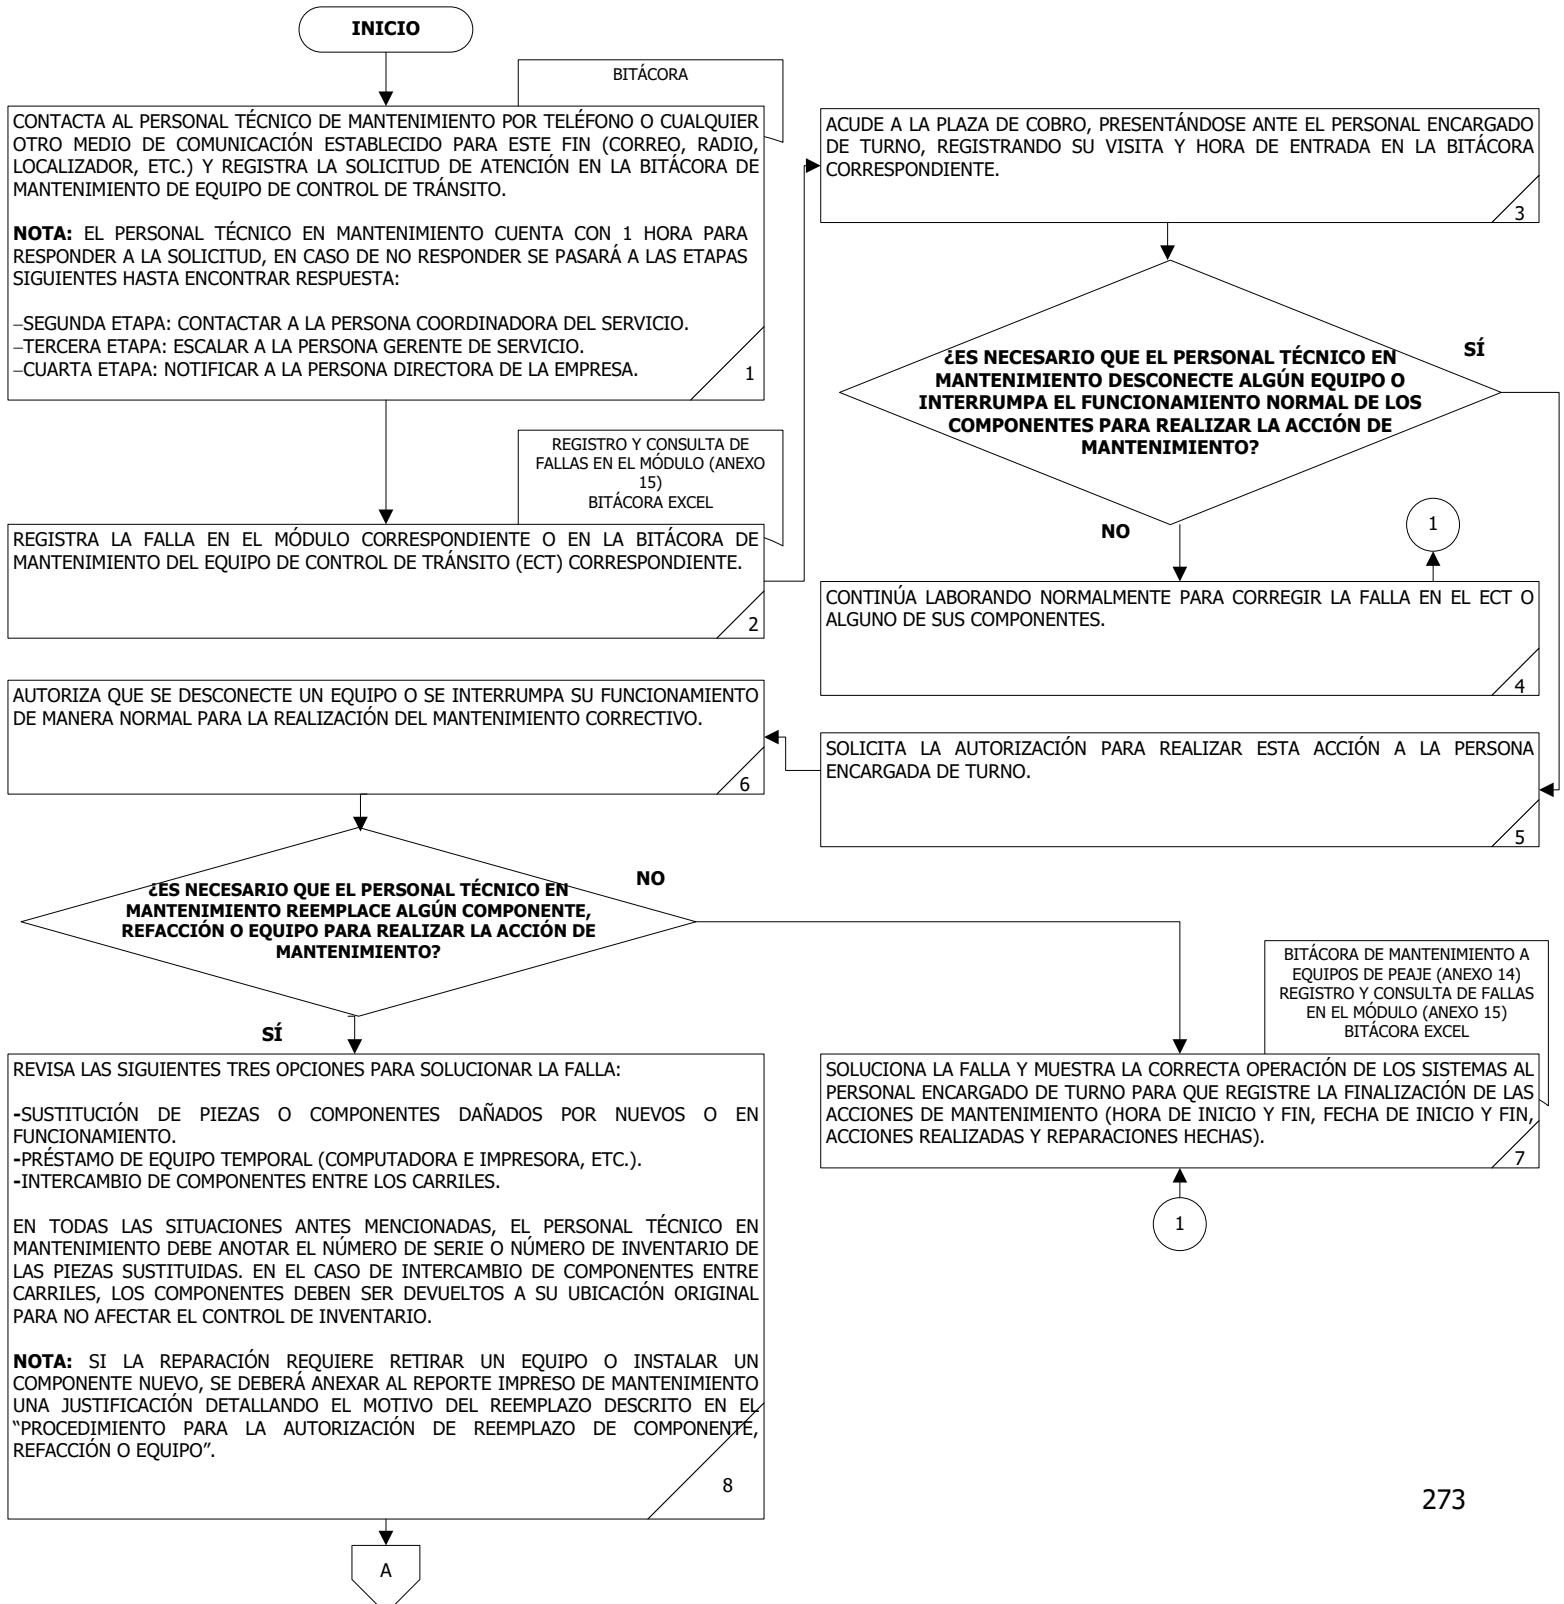 INICIO
BITÁCORA
CONTACTA AL PERSONAL TÉCNICO DE MANTENIMIENTO POR TELÉFONO O CUALQUIER
OTRO MEDIO DE COMUNICACIÓN ESTABLECIDO PARA ESTE FIN (CORREO, RADIO,
LOCALIZADOR, ETC.) Y REGISTRA LA SOLICITUD DE ATENCIÓN EN LA BITÁCORA DE
MANTENIMIENTO DE EQUIPO DE CONTROL DE TRÁNSITO.
NOTA: EL PERSONAL TÉCNICO EN MANTENIMIENTO CUENTA CON 1 HORA PARA
RESPONDER A LA SOLICITUD, EN CASO DE NO RESPONDER SE PASARÁ A LAS ETAPAS
SIGUIENTES HASTA ENCONTRAR RESPUESTA:
–SEGUNDA ETAPA: CONTACTAR A LA PERSONA COORDINADORA DEL SERVICIO.
–TERCERA ETAPA: ESCALAR A LA PERSONA GERENTE DE SERVICIO.
–CUARTA ETAPA: NOTIFICAR A LA PERSONA DIRECTORA DE LA EMPRESA.
1
REGISTRO Y CONSULTA DE
FALLAS EN EL MÓDULO (ANEXO
15)
BITÁCORA EXCEL
REGISTRA LA FALLA EN EL MÓDULO CORRESPONDIENTE O EN LA BITÁCORA DE
MANTENIMIENTO DEL EQUIPO DE CONTROL DE TRÁNSITO (ECT) CORRESPONDIENTE.
2
ACUDE A LA PLAZA DE COBRO, PRESENTÁNDOSE ANTE EL PERSONAL ENCARGADO
DE TURNO, REGISTRANDO SU VISITA Y HORA DE ENTRADA EN LA BITÁCORA
CORRESPONDIENTE.
3
¿ES NECESARIO QUE EL PERSONAL TÉCNICO EN
MANTENIMIENTO DESCONECTE ALGÚN EQUIPO O
INTERRUMPA EL FUNCIONAMIENTO NORMAL DE LOS
COMPONENTES PARA REALIZAR LA ACCIÓN DE
MANTENIMIENTO?
SÍ
NO
1
CONTINÚA LABORANDO NORMALMENTE PARA CORREGIR LA FALLA EN EL ECT O
ALGUNO DE SUS COMPONENTES.
4
SOLICITA LA AUTORIZACIÓN PARA REALIZAR ESTA ACCIÓN A LA PERSONA
ENCARGADA DE TURNO.
5
AUTORIZA QUE SE DESCONECTE UN EQUIPO O SE INTERRUMPA SU FUNCIONAMIENTO
DE MANERA NORMAL PARA LA REALIZACIÓN DEL MANTENIMIENTO CORRECTIVO.
6
¿ES NECESARIO QUE EL PERSONAL TÉCNICO EN
MANTENIMIENTO REEMPLACE ALGÚN COMPONENTE,
REFACCIÓN O EQUIPO PARA REALIZAR LA ACCIÓN DE
MANTENIMIENTO?
NO
SÍ
BITÁCORA DE MANTENIMIENTO A
EQUIPOS DE PEAJE (ANEXO 14)
REGISTRO Y CONSULTA DE FALLAS
EN EL MÓDULO (ANEXO 15)
BITÁCORA EXCEL
SOLUCIONA LA FALLA Y MUESTRA LA CORRECTA OPERACIÓN DE LOS SISTEMAS AL
PERSONAL ENCARGADO DE TURNO PARA QUE REGISTRE LA FINALIZACIÓN DE LAS
ACCIONES DE MANTENIMIENTO (HORA DE INICIO Y FIN, FECHA DE INICIO Y FIN,
ACCIONES REALIZADAS Y REPARACIONES HECHAS).
7
1
REVISA LAS SIGUIENTES TRES OPCIONES PARA SOLUCIONAR LA FALLA:
-SUSTITUCIÓN DE PIEZAS O COMPONENTES DAÑADOS POR NUEVOS O EN
FUNCIONAMIENTO.
-PRÉSTAMO DE EQUIPO TEMPORAL (COMPUTADORA E IMPRESORA, ETC.).
-INTERCAMBIO DE COMPONENTES ENTRE LOS CARRILES.
EN TODAS LAS SITUACIONES ANTES MENCIONADAS, EL PERSONAL TÉCNICO EN
MANTENIMIENTO DEBE ANOTAR EL NÚMERO DE SERIE O NÚMERO DE INVENTARIO DE
LAS PIEZAS SUSTITUIDAS. EN EL CASO DE INTERCAMBIO DE COMPONENTES ENTRE
CARRILES, LOS COMPONENTES DEBEN SER DEVUELTOS A SU UBICACIÓN ORIGINAL
PARA NO AFECTAR EL CONTROL DE INVENTARIO.
NOTA: SI LA REPARACIÓN REQUIERE RETIRAR UN EQUIPO O INSTALAR UN
COMPONENTE NUEVO, SE DEBERÁ ANEXAR AL REPORTE IMPRESO DE MANTENIMIENTO
UNA JUSTIFICACIÓN DETALLANDO EL MOTIVO DEL REEMPLAZO DESCRITO EN EL
“PROCEDIMIENTO PARA LA AUTORIZACIÓN DE REEMPLAZO DE COMPONENTE,
REFACCIÓN O EQUIPO”.
8
A
273